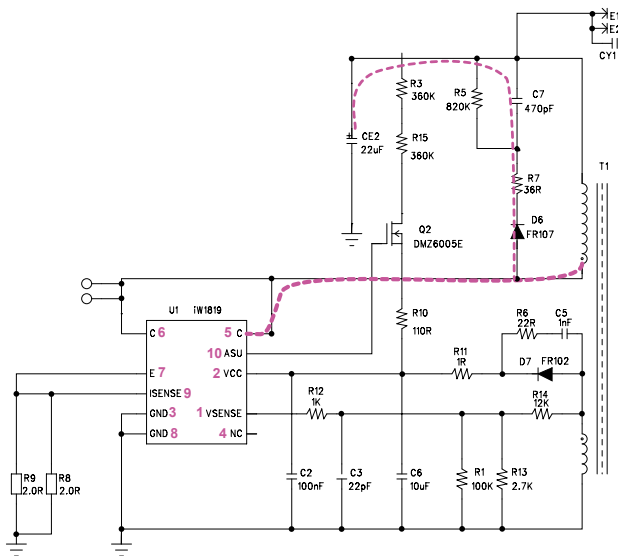 E1
E2
CY1
R3
360K
R5
820K
C7
470pF
CE2
22uF
R15
360K
R7
36R
T1
Q2
DMZ6005E
D6
FR107
U1 iW1819
C 6
5 C
10 ASU
E 7
2 VCC
ISENSE 9
GND 3
1 VSENSE
GND 8
4 NC
R10
110R
R6
22R
C5
1nF
R11
1R
D7 FR102
R12
1K
R14
12K
R9
2.0R
R8
2.0R
C2
100nF
C3
22pF
C6
10uF
R1
100K
R13
2.7K